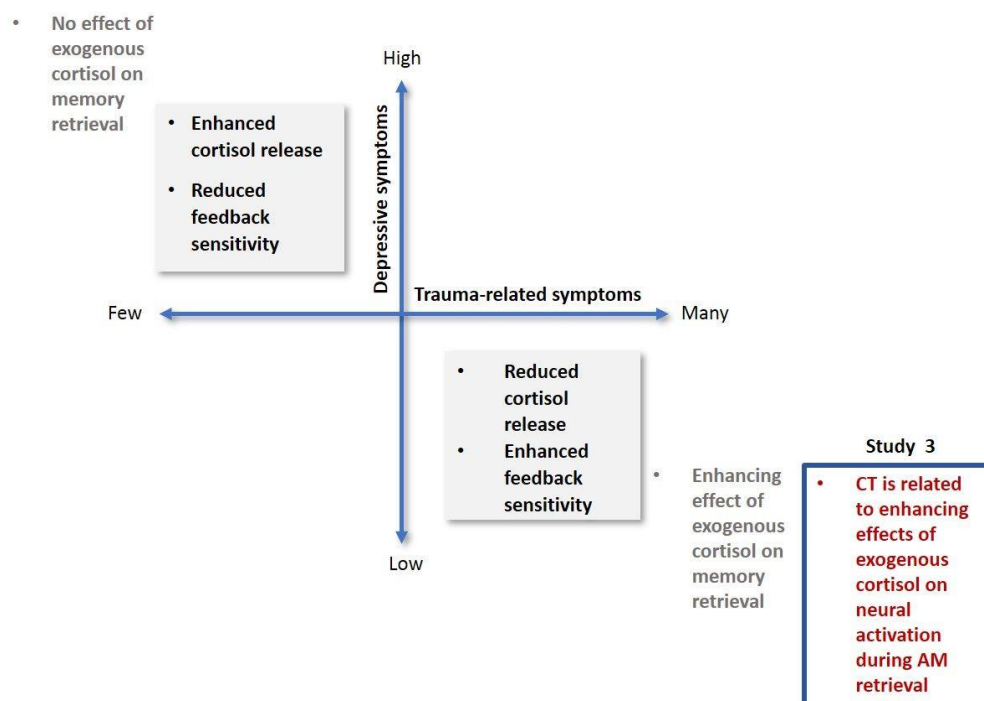 • No effect of
exogenous
cortisol on
memory
retrieval
High
• Enhanced
cortisol release
• Reduced
feedback
sensitivity
Depressive symptoms
Trauma-related symptoms
Few
Many
• Reduced
cortisol
release
• Enhanced
feedback
sensitivity
Low
• Enhancing
effect of
exogenous
cortisol on
memory
retrieval
Study 3
• CT is related
to enhancing
effects of
exogenous
cortisol on
neural
activation
during AM
retrieval